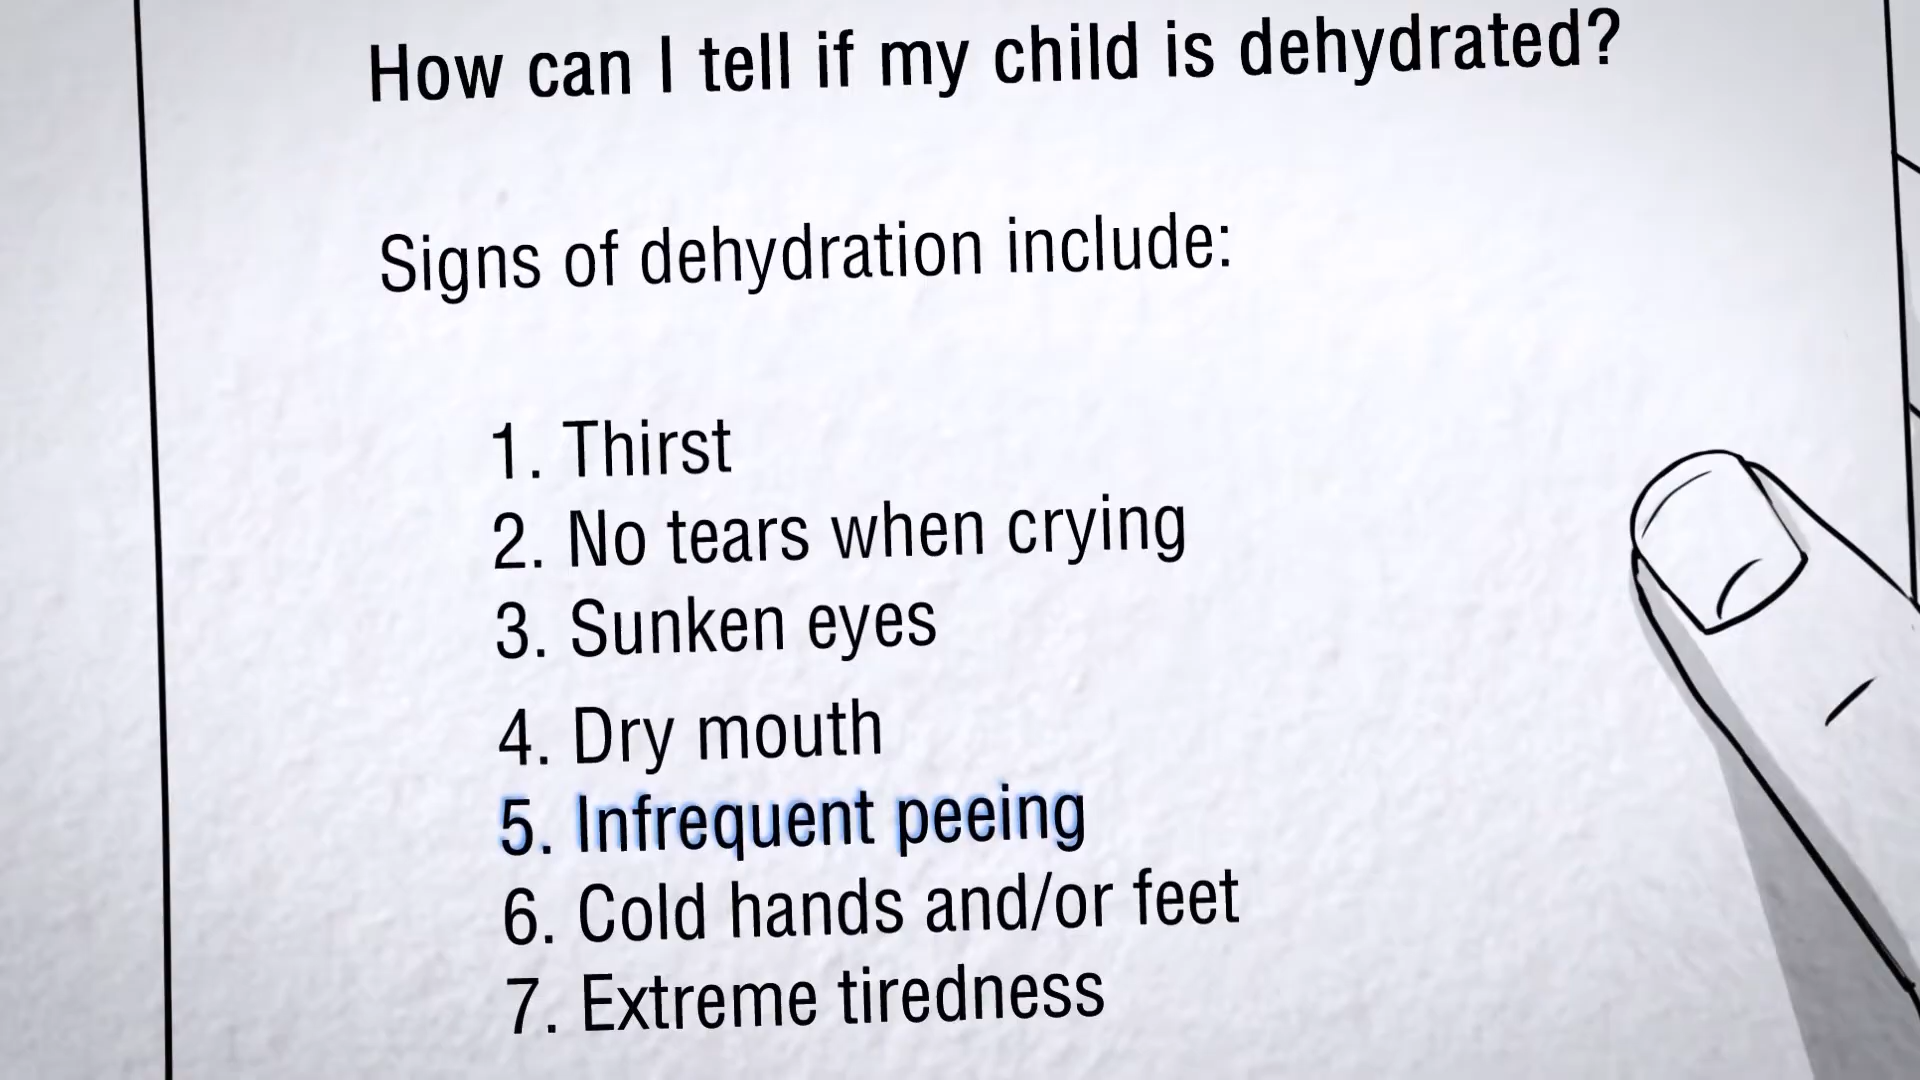 How can I tell if my child is dehydrated?
Signs of dehydration include:
1. Thirst
2. No tears when crying
3. Sunken eyes
4. Dry mouth
5. Infrequent peeing
6. Cold hands and/or feet
7. Extreme tiredness